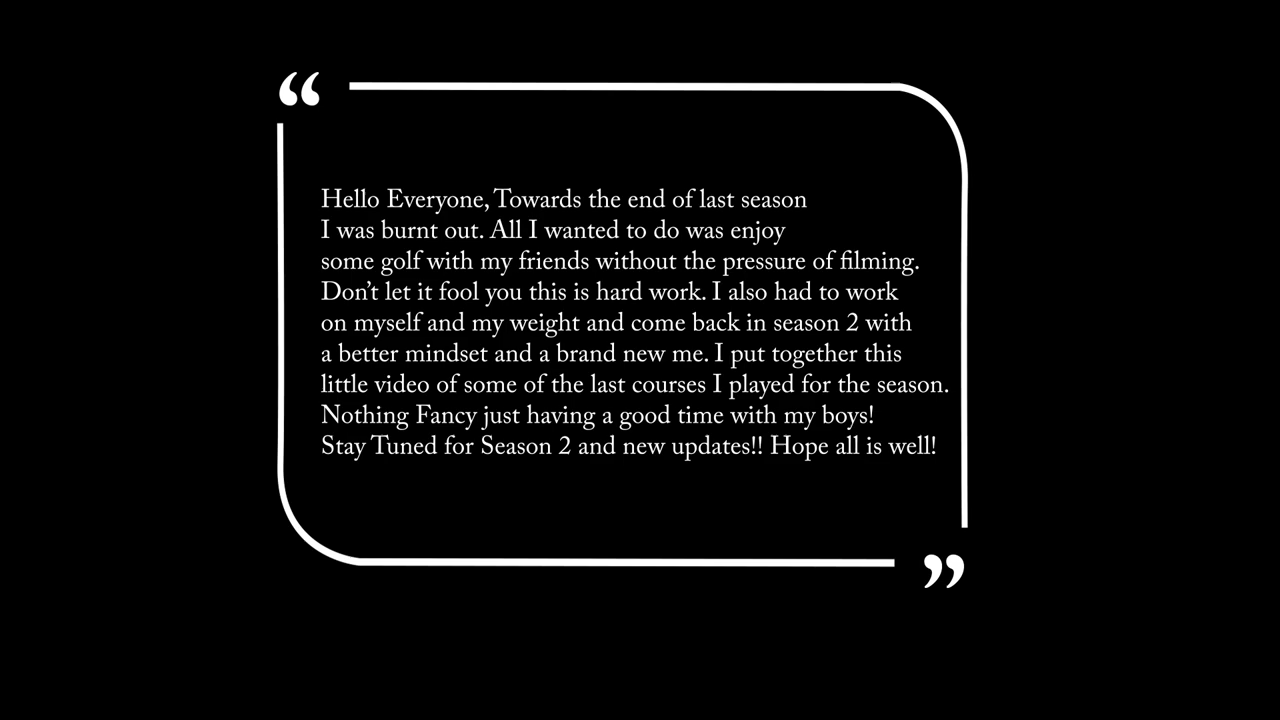 “
Hello Everyone, Towards the end of last season
I was burnt out. All I wanted to do was enjoy
some golf with my friends without the pressure of filming.
Don’t let it fool you this is hard work. I also had to work
on myself and my weight and come back in season 2 with
a better mindset and a brand new me. I put together this
little video of some of the last courses I played for the season.
Nothing Fancy just having a good time with my boys!
Stay Tuned for Season 2 and new updates!! Hope all is well!
”